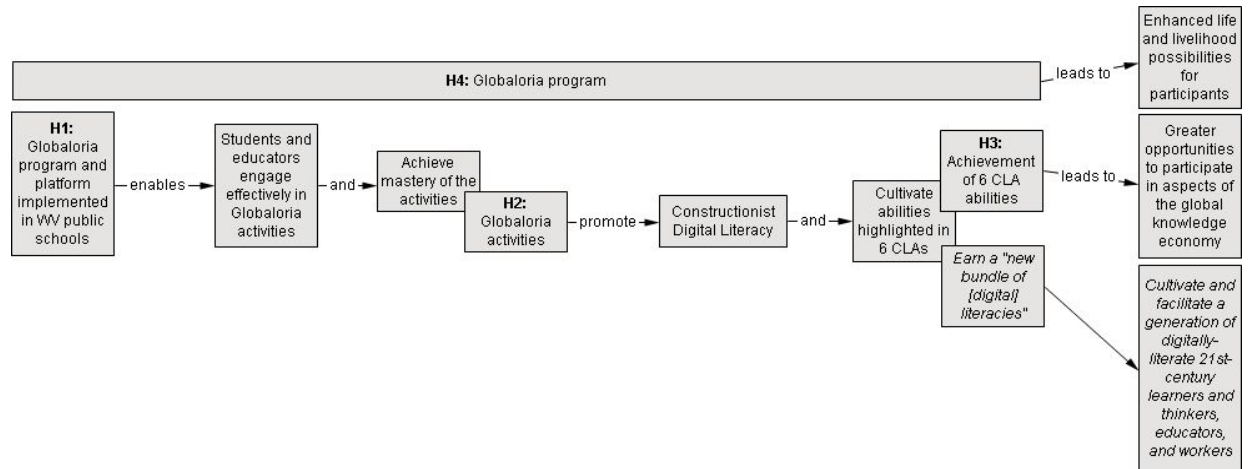 Enhanced life
and livelihood
possibilities
for
participants
H4: Globaloria program
leads to
H1:
Globaloria
program and
platform
implemented
in WV public
schools
enables
Students and
educators
engage
effectively in
Globaloria
activities
and
Achieve
mastery of the
activities
H2:
Globaloria
activities
promote
Constructionist
Digital Literacy
and
Cultivate
abilities
highlighted in
6 CLAs
H3:
Achievement
of 6 CLA
abilities
leads to
Greater
opportunities
to participate
in aspects of
the global
knowledge
economy
Earn a "new
bundle of
[digital]
literacies"
Cultivate and
facilitate a
generation of
digitally-
literate 21st-
century
learners and
thinkers,
educators,
and workers